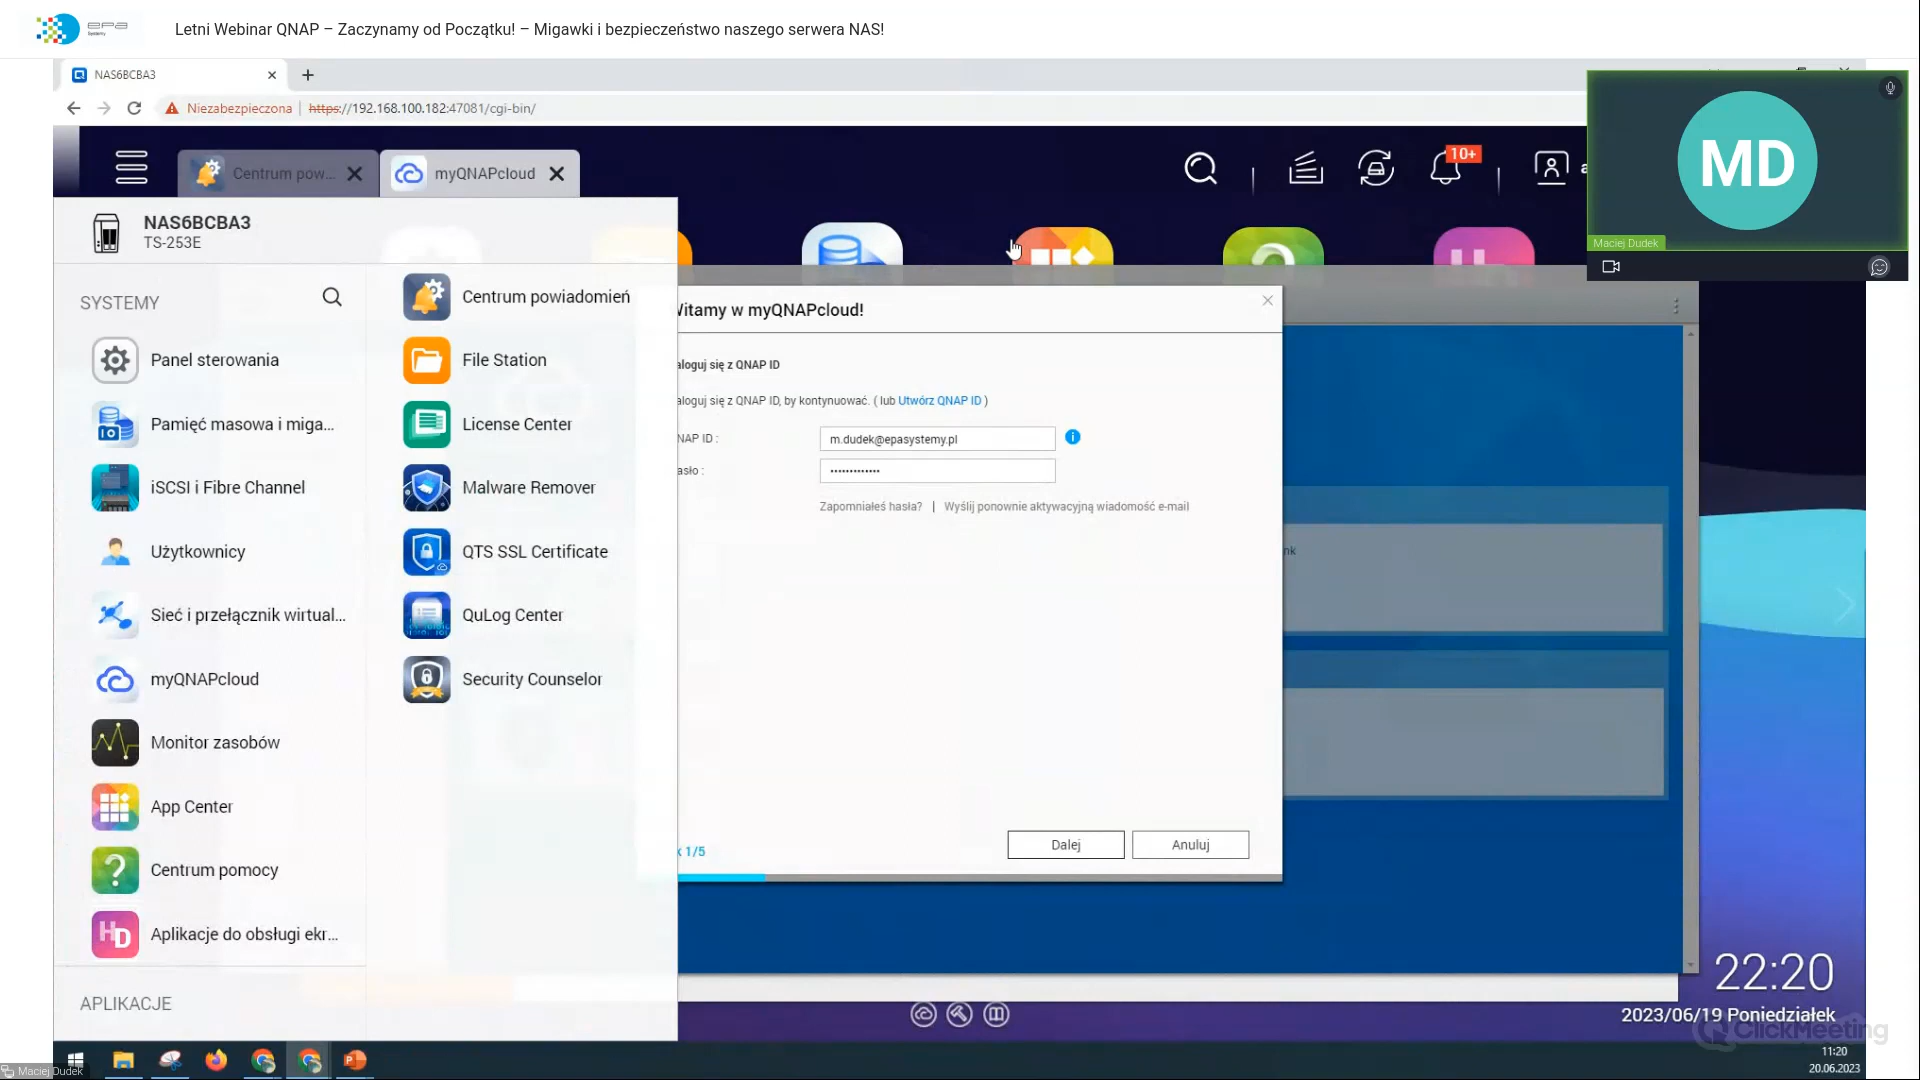 epa
Systemy
Letni Webinar QNAP – Zaczynamy od Początku! – Migawki i bezpieczeństwo naszego serwera NAS!
NAS6BCBA3
Niezabezpieczona
https://192.168.100.182:47081/cgi-bin/
Centrum pow...
myQNAPcloud
10+
MD
Maciej Dudek
NAS6BCBA3
TS-253E
SYSTEMY
Panel sterowania
Pamięć masowa i miga...
iSCSI i Fibre Channel
Użytkownicy
Sieć i przełącznik wirtual...
myQNAPcloud
Monitor zasobów
App Center
Centrum pomocy
HD
Aplikacje do obsługi ekr...
APLIKACJE
Centrum powiadomień
File Station
License Center
Malware Remover
QTS SSL Certificate
QuLog Center
Security Counselor
Witamy w myQNAPcloud!
aloguj się z QNAP ID
aloguj się z QNAP ID, by kontynuować. ( lub Utwórz QNAP ID )
NAP ID :
m.dudek@epasystemy.pl
asło :
Zapomniałeś hasła? | Wyślij ponownie aktywacyjną wiadomość e-mail
k 1/5
Dalej
Anuluj
nk
22:20
2023/06/19 Poniedziałek
ClickMeeting
11:20
20.06.2023
Maciej Dudek